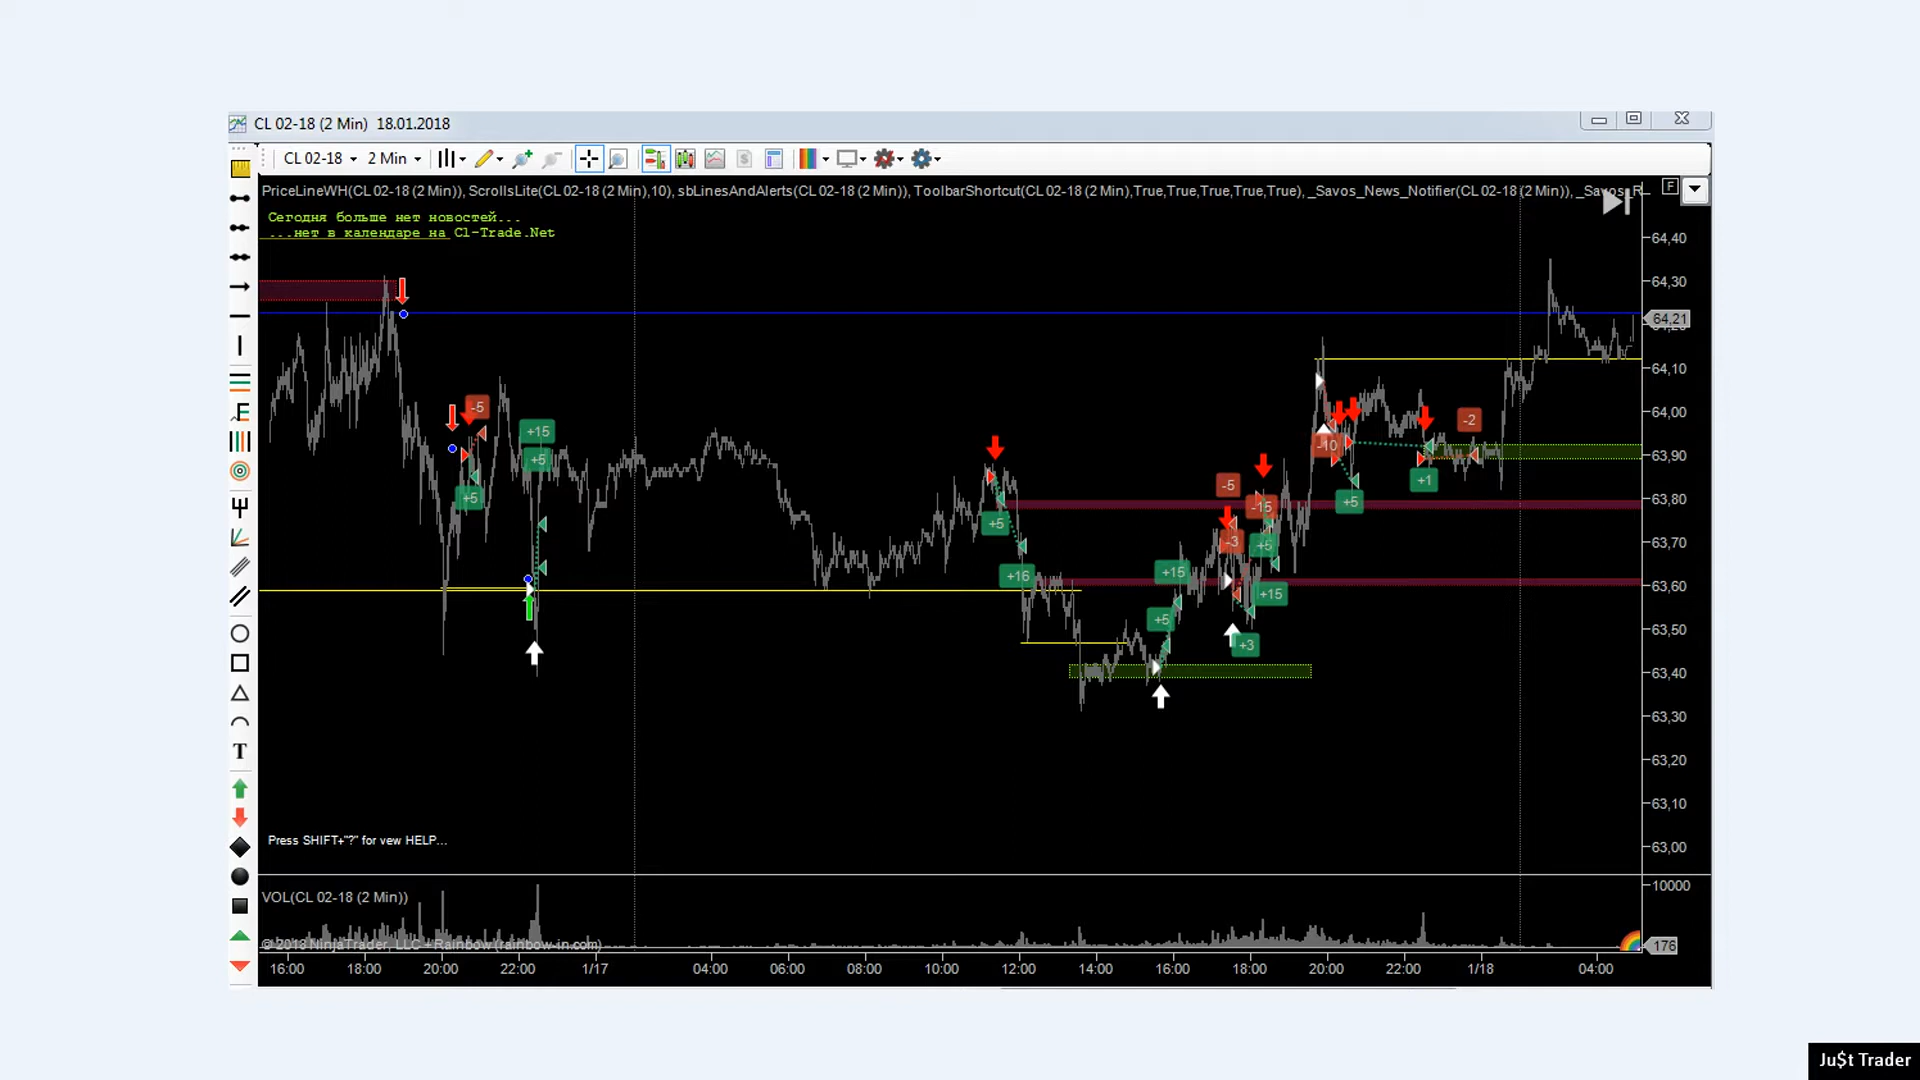 CL 02-18 (2 Min) 18.01.2018
CL 02-18 2 Min
PriceLineWH(CL 02-18 (2 Min)), ScrollsLite(CL 02-18 (2 Min),10), sbLinesAndAlerts(CL 02-18 (2 Min)), ToolbarShortcut(CL 02-18 (2 Min),True,True,True,True,True), _Savos_News_Notifier(CL 02-18 (2 Min)), _Savos_R
F
Сегодня больше нет новостей...
...нет в календаре на Cl-Trade.Net
64,40
64,30
64,21
64,10
64,00
63,90
63,80
63,70
63,60
63,50
63,40
63,30
63,20
63,10
63,00
-5
+15
+5
+5
+5
+16
+15
+5
-5
-15
-3
+5
+15
+3
-10
+5
+1
-2
T
Press SHIFT+"?" for vew HELP...
VOL(CL 02-18 (2 Min))
10000
© 2018 NinjaTrader, LLC - Rainbow (rainbow-in.com)
176
16:00 18:00 20:00 22:00 1/17 04:00 06:00 08:00 10:00 12:00 14:00 16:00 18:00 20:00 22:00 1/18 04:00
Ju$t Trader